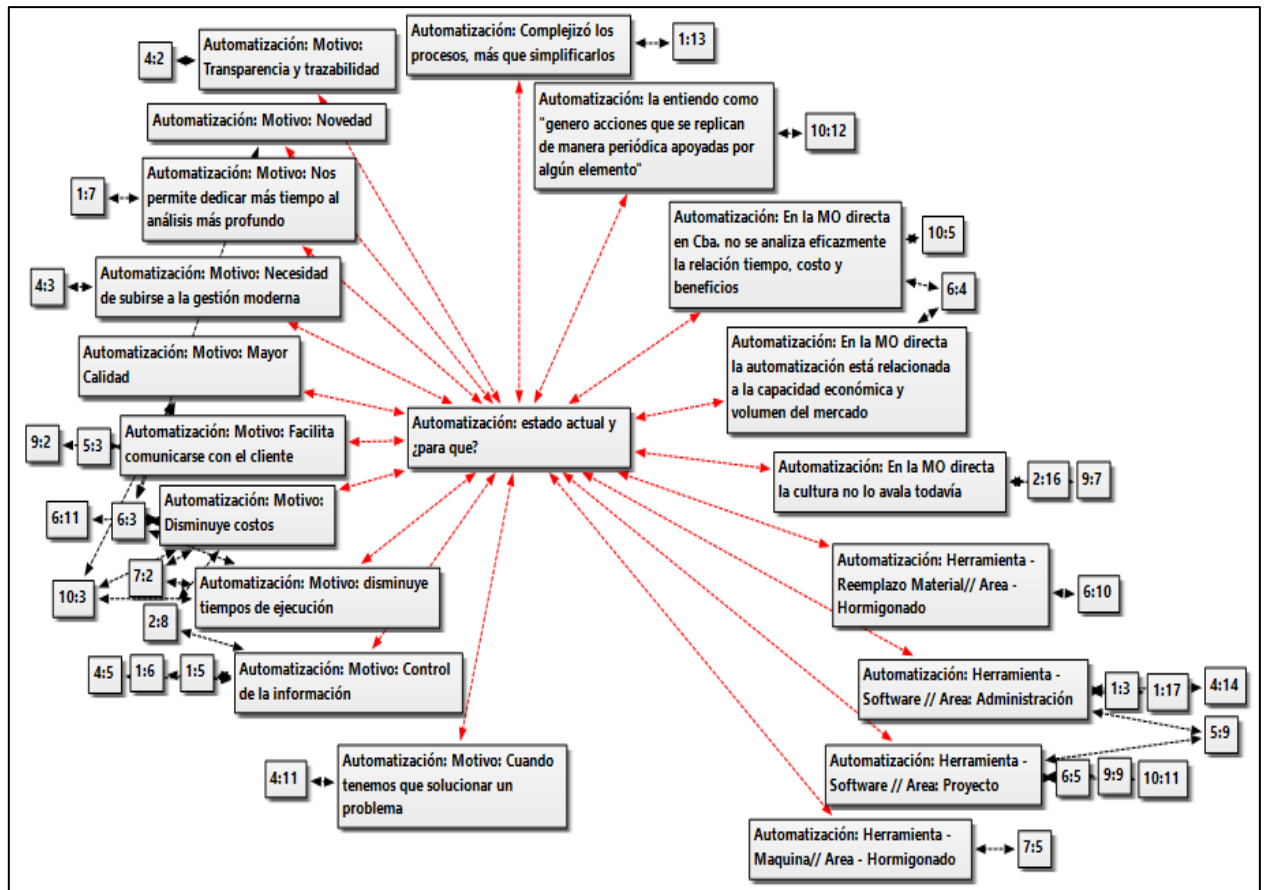 Automatización: Motivo:
Transparencia y trazabilidad
4:2
Automatización: Complejizó los
procesos, más que simplificarlos
1:13
Automatización: Motivo: Novedad
Automatización: la entiendo como
"genero acciones que se replican
de manera periódica apoyadas por
algún elemento"
10:12
Automatización: Motivo: Nos
permite dedicar más tiempo al
análisis más profundo
1:7
Automatización: En la MO directa
en Cba. no se analiza eficazmente
la relación tiempo, costo y
beneficios
10:5
6:4
Automatización: Motivo: Necesidad
de subirse a la gestión moderna
4:3
Automatización: En la MO directa
la automatización está relacionada
a la capacidad económica y
volumen del mercado
Automatización: Motivo: Mayor
Calidad
Automatización: estado actual y
¿para que?
Automatización: Motivo: Facilita
comunicarse con el cliente
9:2
5:3
Automatización: En la MO directa
la cultura no lo avala todavía
2:16
9:7
Automatización: Motivo:
Disminuye costos
6:11
6:3
Automatización: Herramienta -
Reemplazo Material// Area -
Hormigonado
6:10
Automatización: Motivo: disminuye
tiempos de ejecución
7:2
10:3
2:8
Automatización: Motivo: Control
de la información
4:5
1:6
1:5
Automatización: Herramienta -
Software // Area: Administración
1:3
1:17
4:14
5:9
Automatización: Motivo: Cuando
tenemos que solucionar un
problema
4:11
Automatización: Herramienta -
Software // Area: Proyecto
6:5
9:9
10:11
Automatización: Herramienta -
Maquina// Area - Hormigonado
7:5